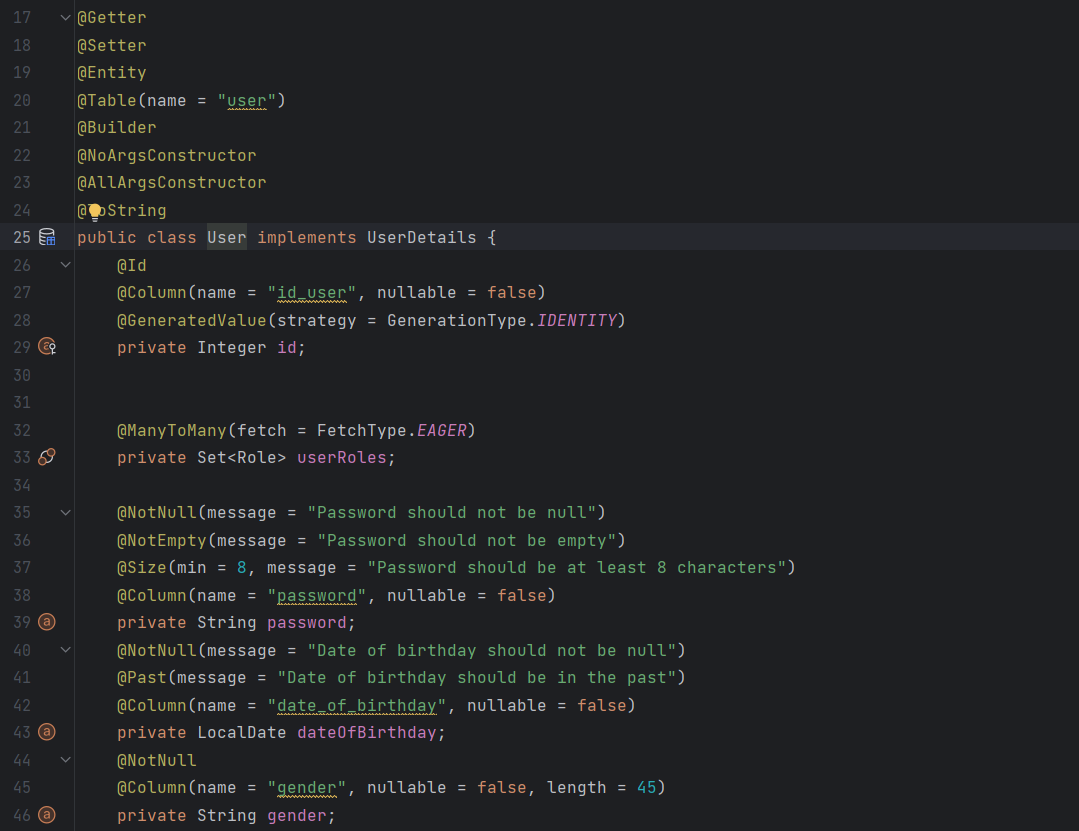 17 @Getter
18 @Setter
19 @Entity
20 @Table(name = "user")
21 @Builder
22 @NoArgsConstructor
23 @AllArgsConstructor
24 @ToString
25 public class User implements UserDetails {
26 @Id
27 @Column(name = "id_user", nullable = false)
28 @GeneratedValue(strategy = GenerationType.IDENTITY)
29 private Integer id;
30
31
32 @ManyToMany(fetch = FetchType.EAGER)
33 private Set<Role> userRoles;
34
35 @NotNull(message = "Password should not be null")
36 @NotEmpty(message = "Password should not be empty")
37 @Size(min = 8, message = "Password should be at least 8 characters")
38 @Column(name = "password", nullable = false)
39 private String password;
40 @NotNull(message = "Date of birthday should not be null")
41 @Past(message = "Date of birthday should be in the past")
42 @Column(name = "date_of_birthday", nullable = false)
43 private LocalDate dateOfBirthday;
44 @NotNull
45 @Column(name = "gender", nullable = false, length = 45)
46 private String gender;